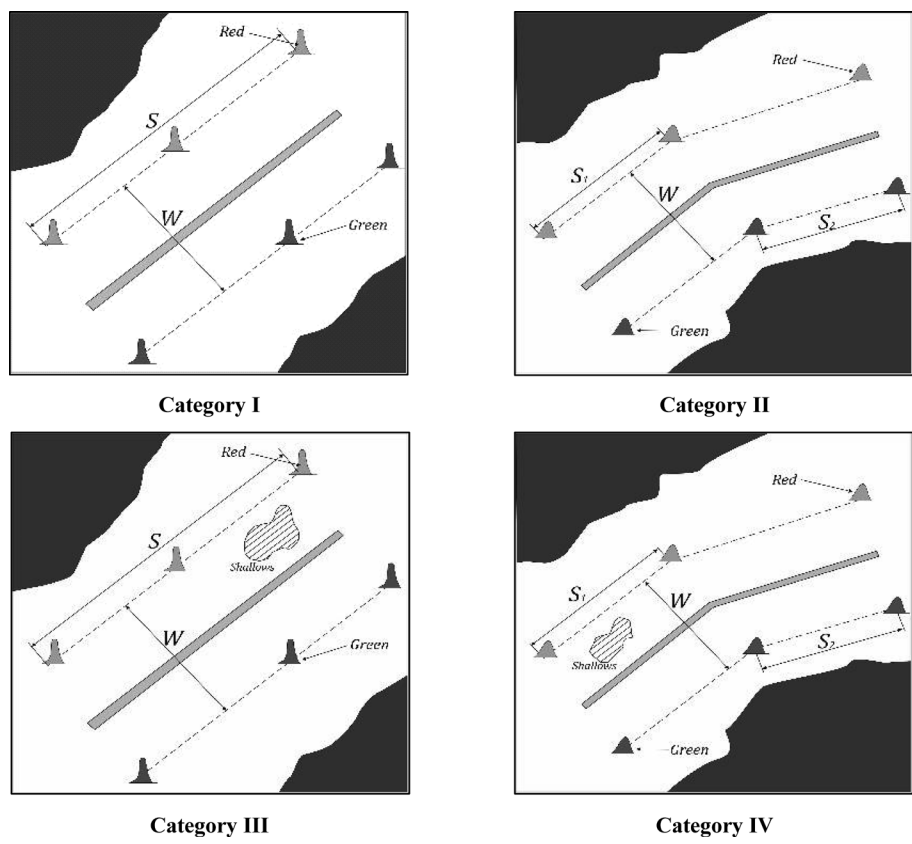 Red
S
W
Green
Category I
Red
S1
W
S2
Green
Category II
Red
S
Shallows
W
Green
Category III
Red
S1
W
Shallows
S2
Green
Category IV